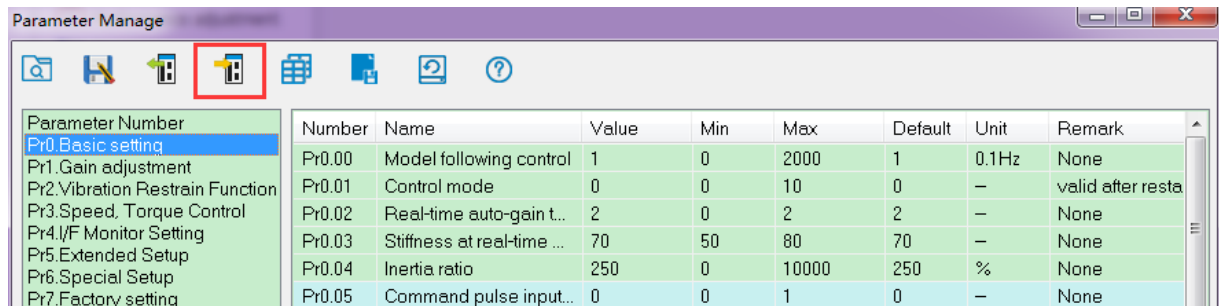 Parameter Manage
Parameter Number
Pr0.Basic setting
Pr1.Gain adjustment
Pr2.Vibration Restrain Function
Pr3.Speed, Torque Control
Pr4.I/F Monitor Setting
Pr5.Extended Setup
Pr6.Special Setup
Pr7.Factory setting
Number Name Value Min Max Default Unit Remark
Pr0.00 Model following control 1 0 2000 1 0.1Hz None
Pr0.01 Control mode 0 0 10 0 – valid after resta
Pr0.02 Real-time auto-gain t... 2 0 2 2 – None
Pr0.03 Stiffness at real-time ... 70 50 80 70 – None
Pr0.04 Inertia ratio 250 0 10000 250 % None
Pr0.05 Command pulse input... 0 0 1 0 – None